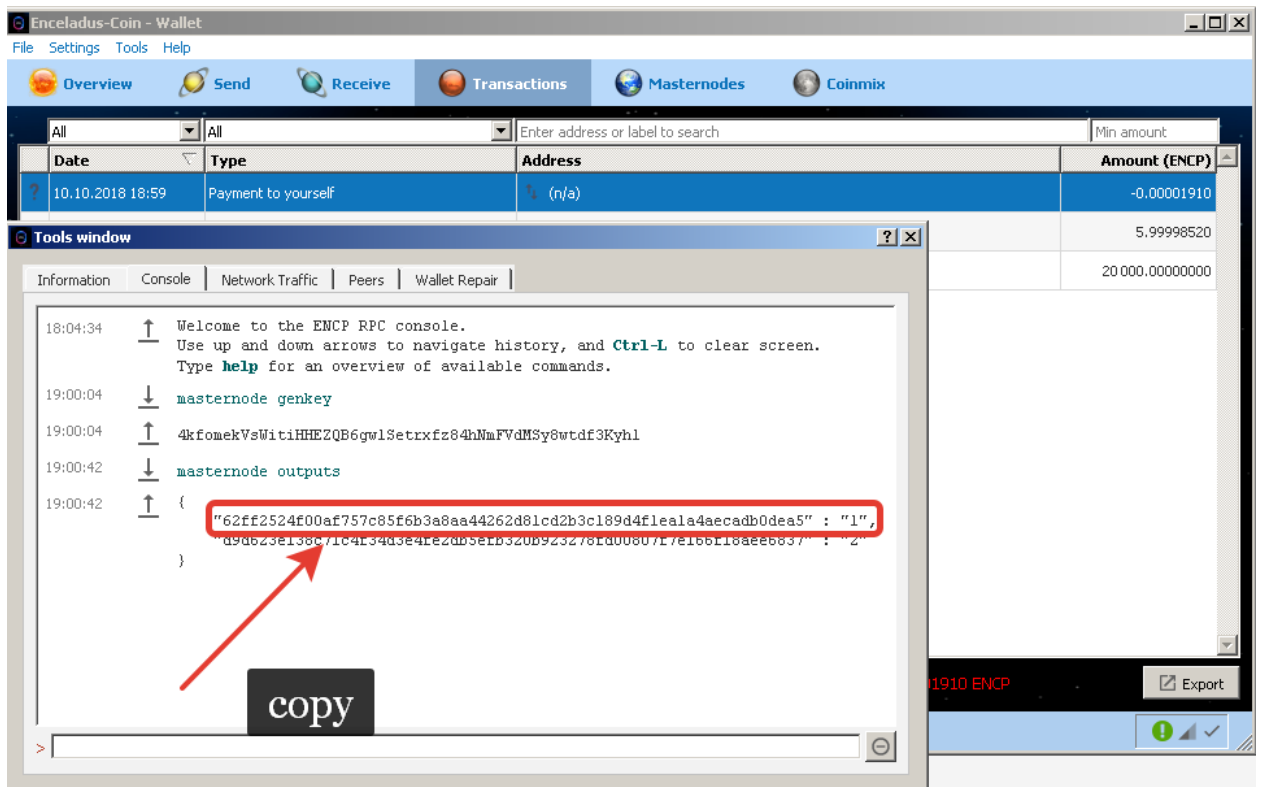 Enceladus-Coin - Wallet
File Settings Tools Help
Overview Send Receive Transactions Masternodes Coinmix
All All Enter address or label to search Min amount
Date Type Address Amount (ENCP)
? 10.10.2018 18:59 Payment to yourself (n/a) -0.00001910
5.99998520
20 000.00000000
Tools window
Information Console Network Traffic Peers Wallet Repair
18:04:34 Welcome to the ENCP RPC console.
Use up and down arrows to navigate history, and Ctrl-L to clear screen.
Type help for an overview of available commands.
19:00:04 masternode genkey
19:00:04 4kfomekVsWitiHHEZQB6gwlSetrxfz84hNmFVdMSy8wtdf3Kyhl
19:00:42 masternode outputs
19:00:42 {
"62ff2524f00af757c85f6b3a8aa44262d81cd2b3c189d4f1ea1a4aecadb0dea5" : "1",
: "2"
}
copy
>
1910 ENCP
Export